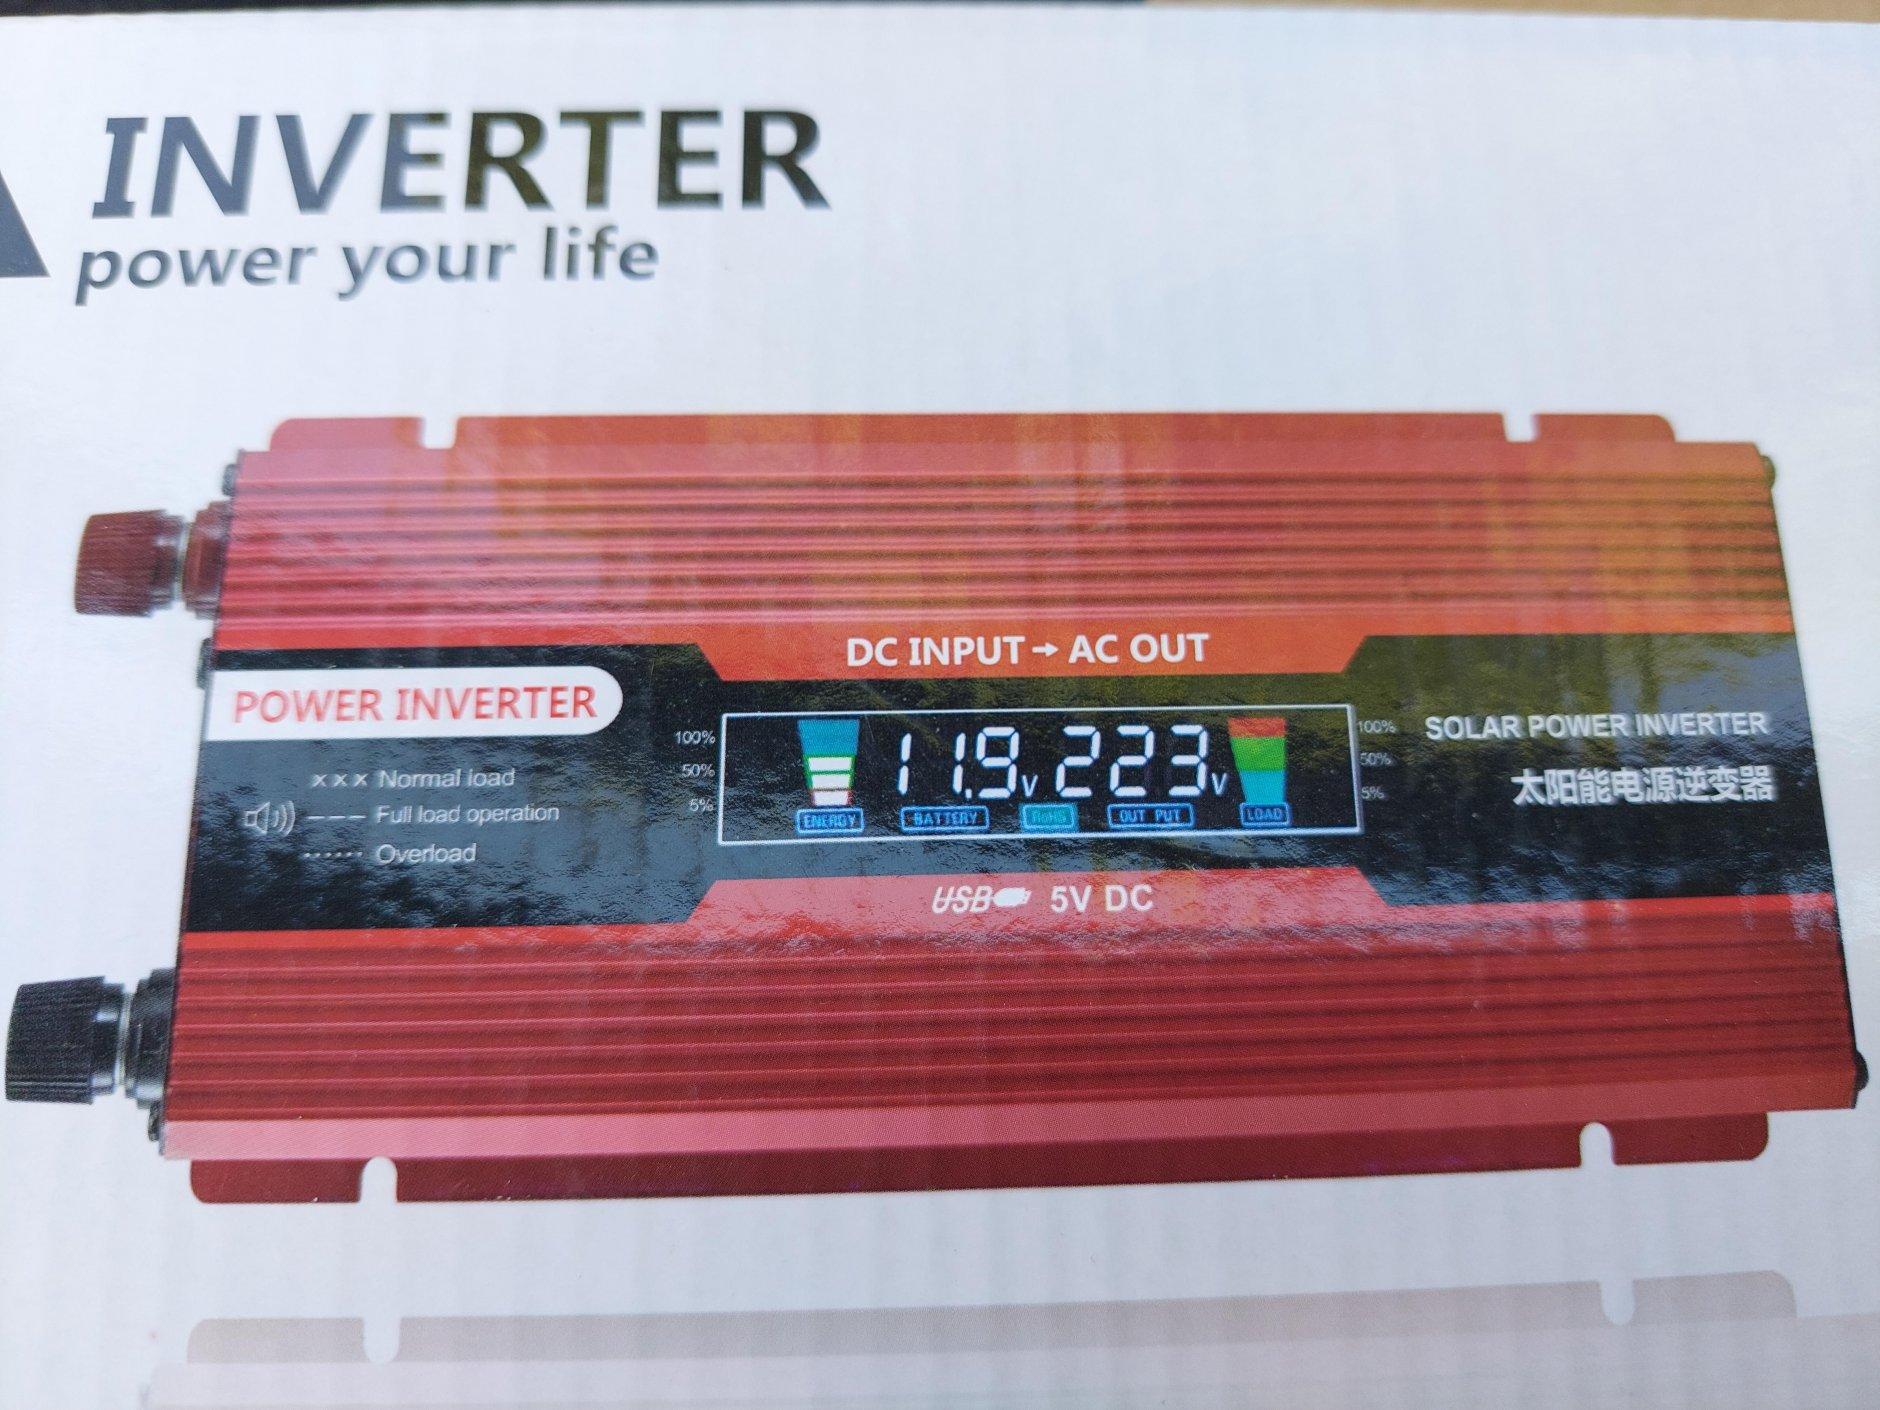 INVERTER
power your life
DC INPUT → AC OUT
POWER INVERTER
××× Normal load
--- Full load operation
...... Overload
100%
50%
5%
11.9 V 223 V
ENERGY BATTERY RoHS OUT PUT LOAD
100%
50%
5%
SOLAR POWER INVERTER
太阳能电源逆变器
USB 5V DC